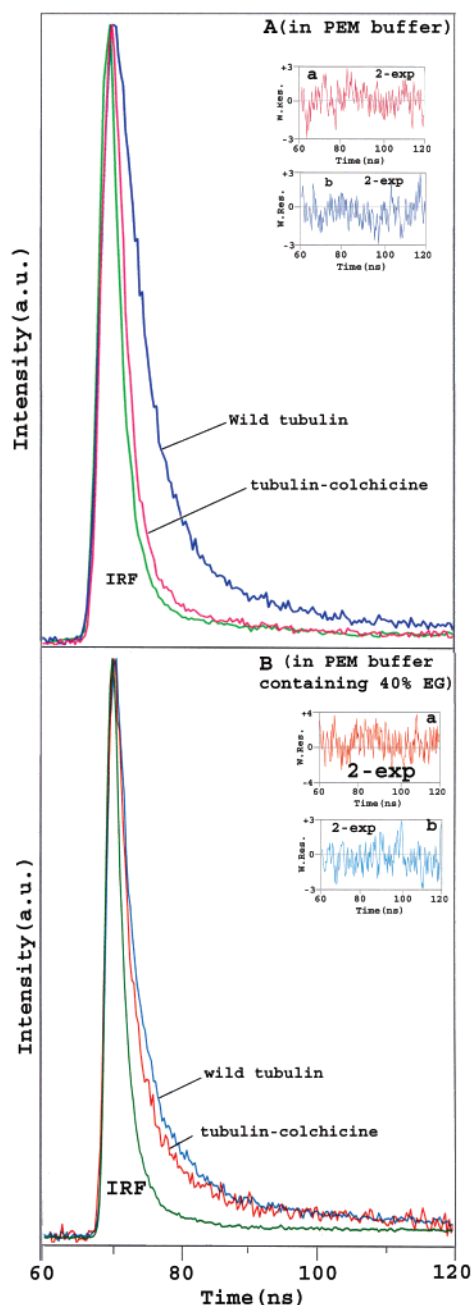 A(in PEM buffer)
+3
a
2-exp
W.Res.
-3
60 80 100 120
Time(ns)
+3
b
2-exp
W.Res.
0
-3
60 80 100 120
Time(ns)
Intensity(a.u.)
Wild tubulin
tubulin-colchicine
IRF
B (in PEM buffer
containing 40% EG)
+4
a
W.Res.
0
2-exp
-4
60 80 100 120
Time(ns)
+3
2-exp
b
W.Res.
0
-3
60 80 100 120
Time(ns)
Intensity(a.u.)
wild tubulin
tubulin-colchicine
IRF
60 80 100 120
Time(ns)